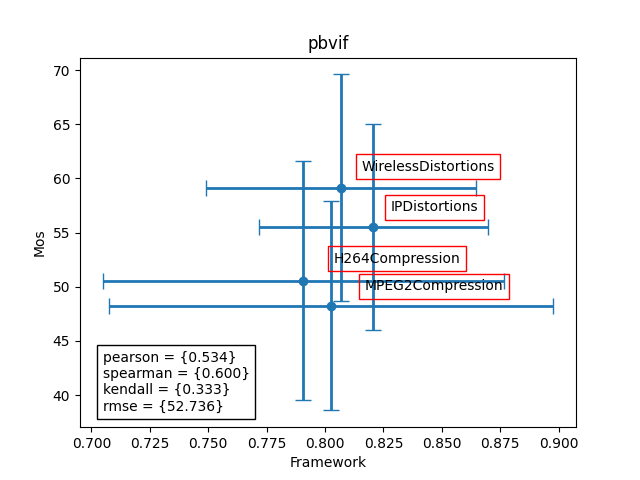 pbvif
70
65
60
55
50
45
40
Mos
WirelessDistortions
IPDistortions
H264Compression
MPEG2Compression
pearson = {0.534}
spearman = {0.600}
kendall = {0.333}
rmse = {52.736}
0.700 0.725 0.750 0.775 0.800 0.825 0.850 0.875 0.900
Framework